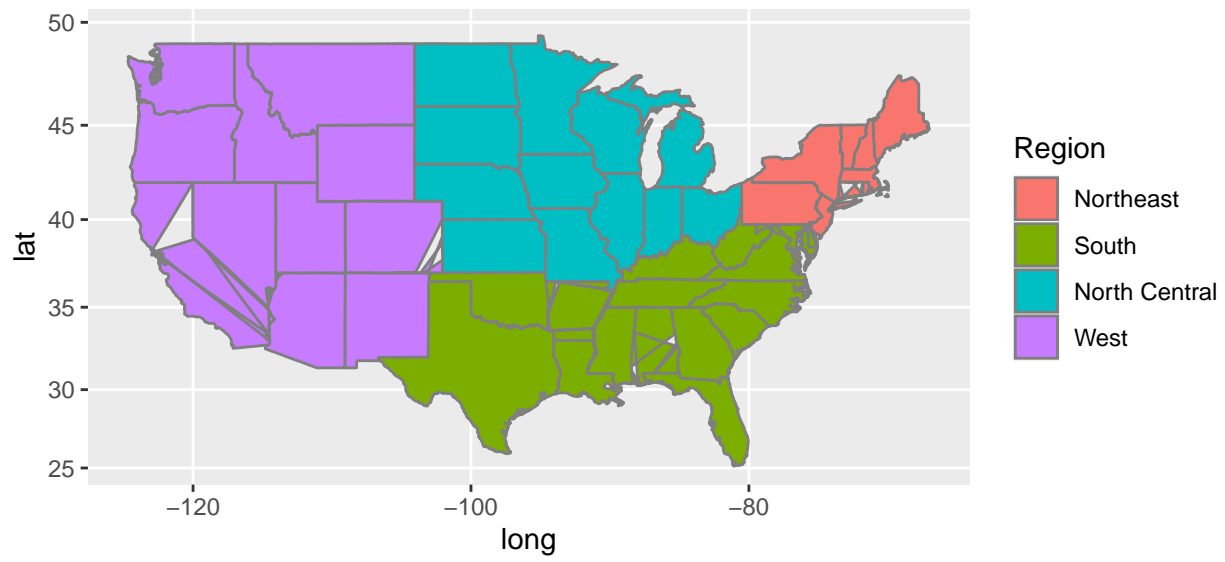 50
45
40
35
30
25
lat
−120
−100
−80
long
Region
Northeast
South
North Central
West